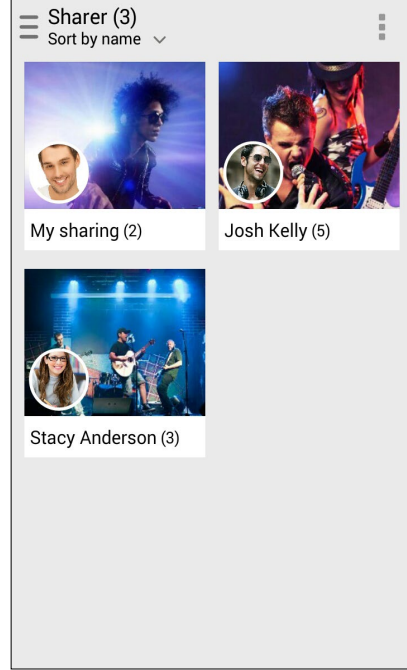 Sharer (3)
Sort by name
My sharing (2)
Josh Kelly (5)
Stacy Anderson (3)